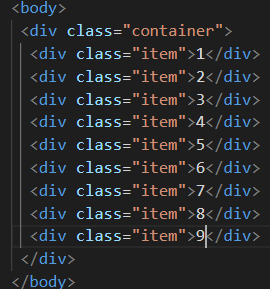 <body>
<div class="container">
<div class="item">1</div>
<div class="item">2</div>
<div class="item">3</div>
<div class="item">4</div>
<div class="item">5</div>
<div class="item">6</div>
<div class="item">7</div>
<div class="item">8</div>
<div class="item">9</div>
</div>
</body>